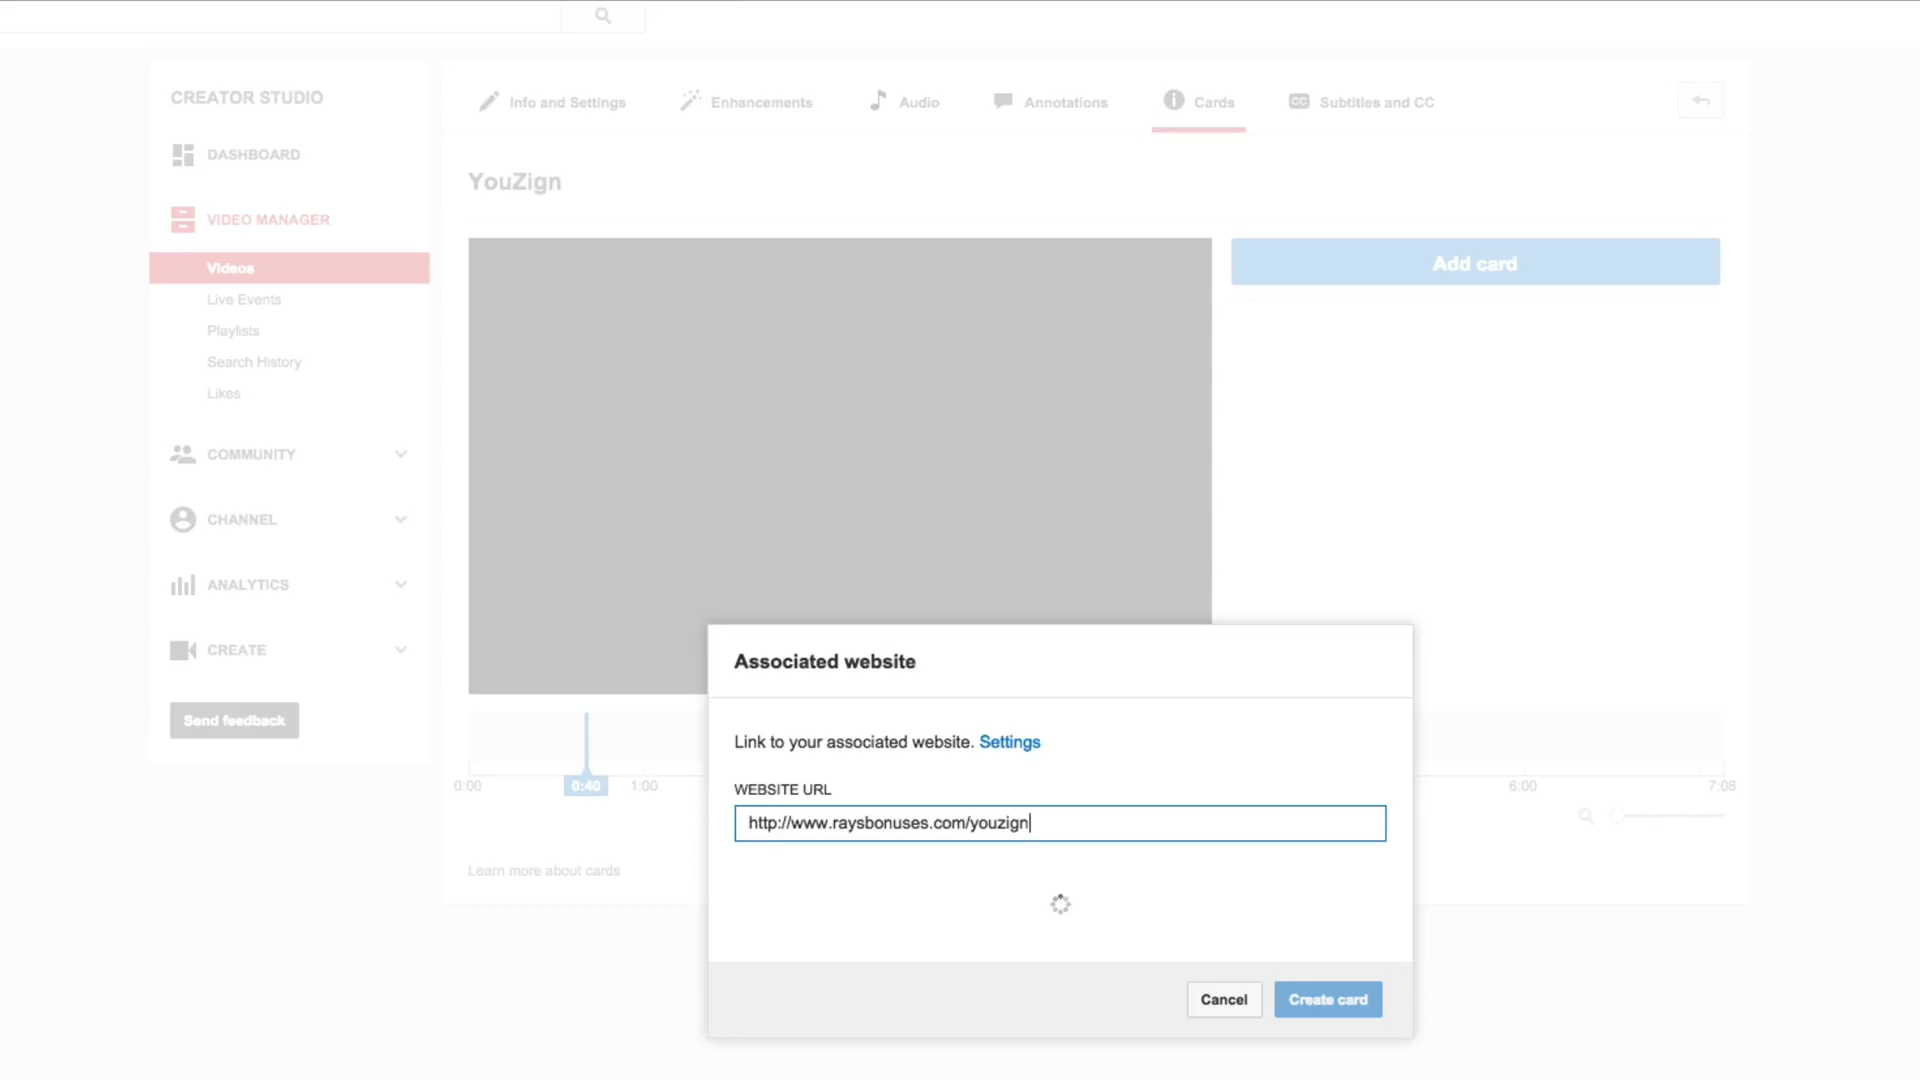 CREATOR STUDIO
DASHBOARD
VIDEO MANAGER
Videos
Live Events
Playlists
Search History
Likes
COMMUNITY
CHANNEL
ANALYTICS
CREATE
Send feedback
Info and Settings
Enhancements
Audio
Annotations
Cards
CC Subtitles and CC
YouZign
Add card
0:00
0:40
1:00
6:00
7:08
Learn more about cards
Associated website
Link to your associated website. Settings
WEBSITE URL
http://www.raysbonuses.com/youzign
Cancel
Create card